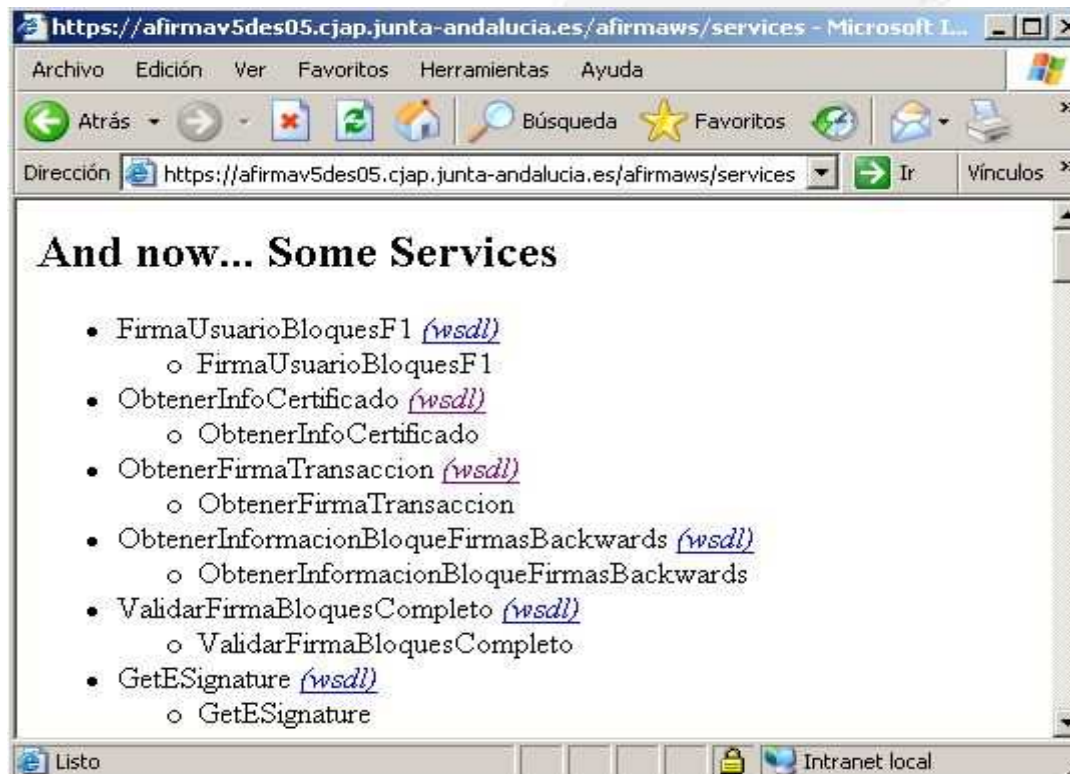 https://afirmav5des05.cjap.junta-andalucia.es/afirmaws/services - Microsoft I...
Archivo Edición Ver Favoritos Herramientas Ayuda
Atrás Búsqueda Favoritos »
Dirección https://afirmav5des05.cjap.junta-andalucia.es/afirmaws/services Ir Vínculos »
And now... Some Services
• FirmaUsuarioBloquesF1 (wsdl)
o FirmaUsuarioBloquesF1
• ObtenerInfoCertificado (wsdl)
o ObtenerInfoCertificado
• ObtenerFirmaTransaccion (wsdl)
o ObtenerFirmaTransaccion
• ObtenerInformacionBloqueFirmasBackwards (wsdl)
o ObtenerInformacionBloqueFirmasBackwards
• ValidarFirmaBloquesCompleto (wsdl)
o ValidarFirmaBloquesCompleto
• GetESignature (wsdl)
o GetESignature
Listo Intranet local